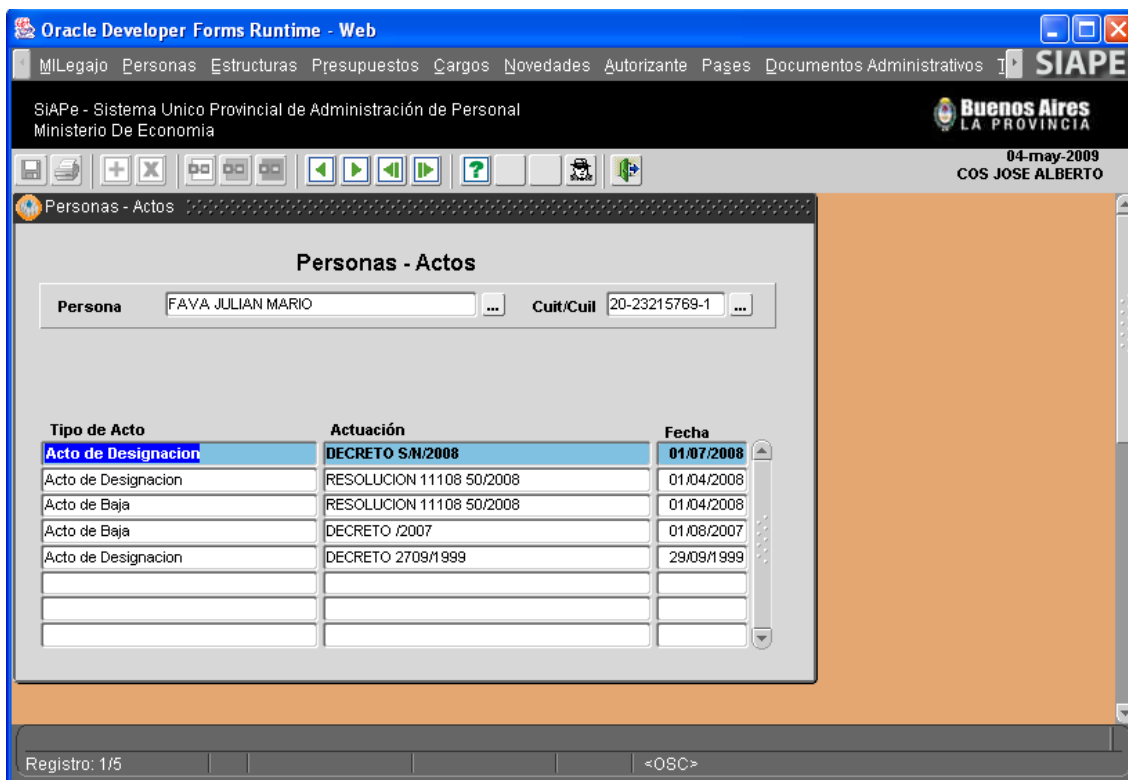 Oracle Developer Forms Runtime - Web
MILegajo Personas Estructuras Presupuestos Cargos Novedades Autorizante Pases Documentos Administrativos T SIAPE
SiAPe - Sistema Unico Provincial de Administración de Personal
Ministerio De Economia
Buenos Aires
LA PROVINCIA
04-may-2009
COS JOSE ALBERTO
Personas - Actos
Personas - Actos
Persona FAVA JULIAN MARIO ... Cuit/Cuil 20-23215769-1 ...
Tipo de Acto Actuación Fecha
Acto de Designacion DECRETO S/N/2008 01/07/2008
Acto de Designacion RESOLUCION 11108 50/2008 01/04/2008
Acto de Baja RESOLUCION 11108 50/2008 01/04/2008
Acto de Baja DECRETO /2007 01/08/2007
Acto de Designacion DECRETO 2709/1999 29/09/1999
Registro: 1/5 <OSC>